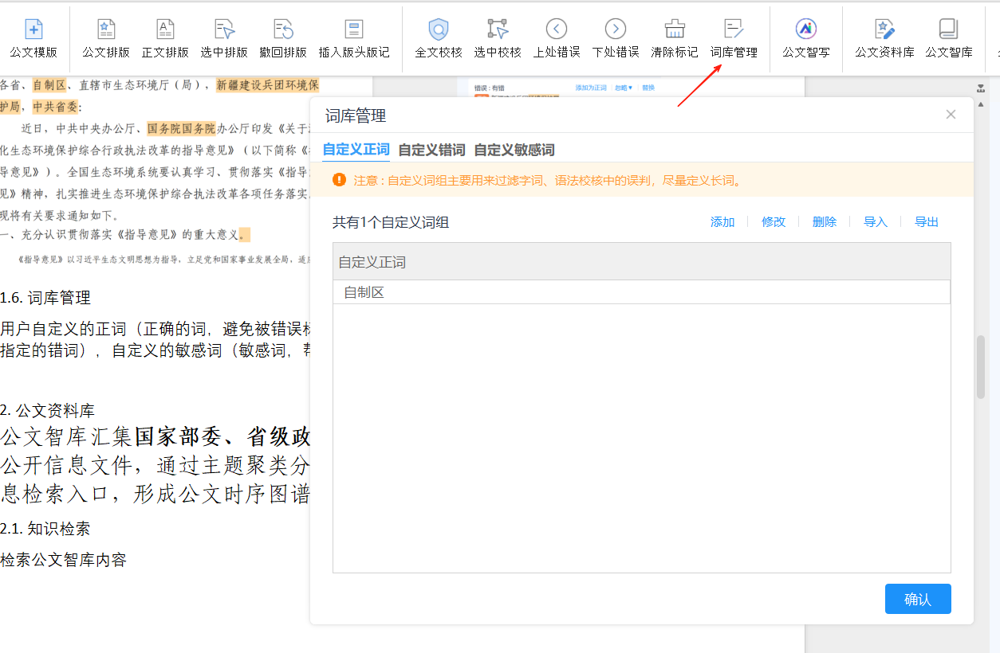 公文模版 公文排版 正文排版 选中排版 撤回排版 插入版头版记 全文校核 选中校核 上处错误 下处错误 清除标记 词库管理 公文智写 公文资料库 公文智库
各省、自制区、直辖市生态环境厅（局），新疆建设兵团环境保
护局，中共省委：
近日，中共中央办公厅、国务院国务院办公厅印发《关于
化生态环境保护综合行政执法改革的指导意见》（以下简称《
导意见》）。全国生态环境系统要认真学习、贯彻落实《指导
见》精神，扎实推进生态环境保护综合执法改革各项任务落实
现将有关要求通知如下。
一、充分认识贯彻落实《指导意见》的重大意义。
《指导意见》以习近平生态文明思想为指导，立足党和国家事业发展全局，适
1.6. 词库管理
用户自定义的正词（正确的词，避免被错误标
指定的错词），自定义的敏感词（敏感词，帮
2. 公文资料库
公文智库汇集国家部委、省级政
公开信息文件，通过主题聚类分
息检索入口，形成公文时序图谱
2.1. 知识检索
检索公文智库内容
错误：有错 添加为正词 忽略▼ 替换
词库管理
自定义正词 自定义错词 自定义敏感词
注意：自定义词组主要用来过滤字词、语法校核中的误判，尽量定义长词。
共有1个自定义词组 添加 修改 删除 导入 导出
自定义正词
自制区
确认